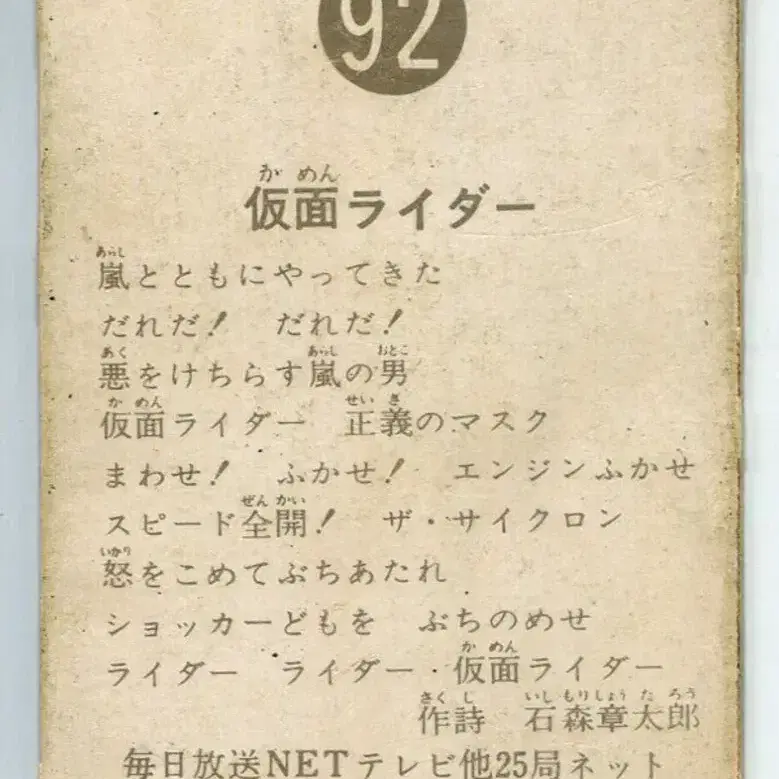 92
仮面ライダー
嵐とともにやってきた
だれだ！ だれだ！
悪をけちらす嵐の男
仮面ライダー 正義のマスク
まわせ！ ふかせ！ エンジンふかせ
スピード全開！ ザ・サイクロン
怒をこめてぶちあたれ
ショッカーどもを ぶちのめせ
ライダー ライダー・仮面ライダー
作詩 石森章太郎
毎日放送NETテレビ他25局ネット